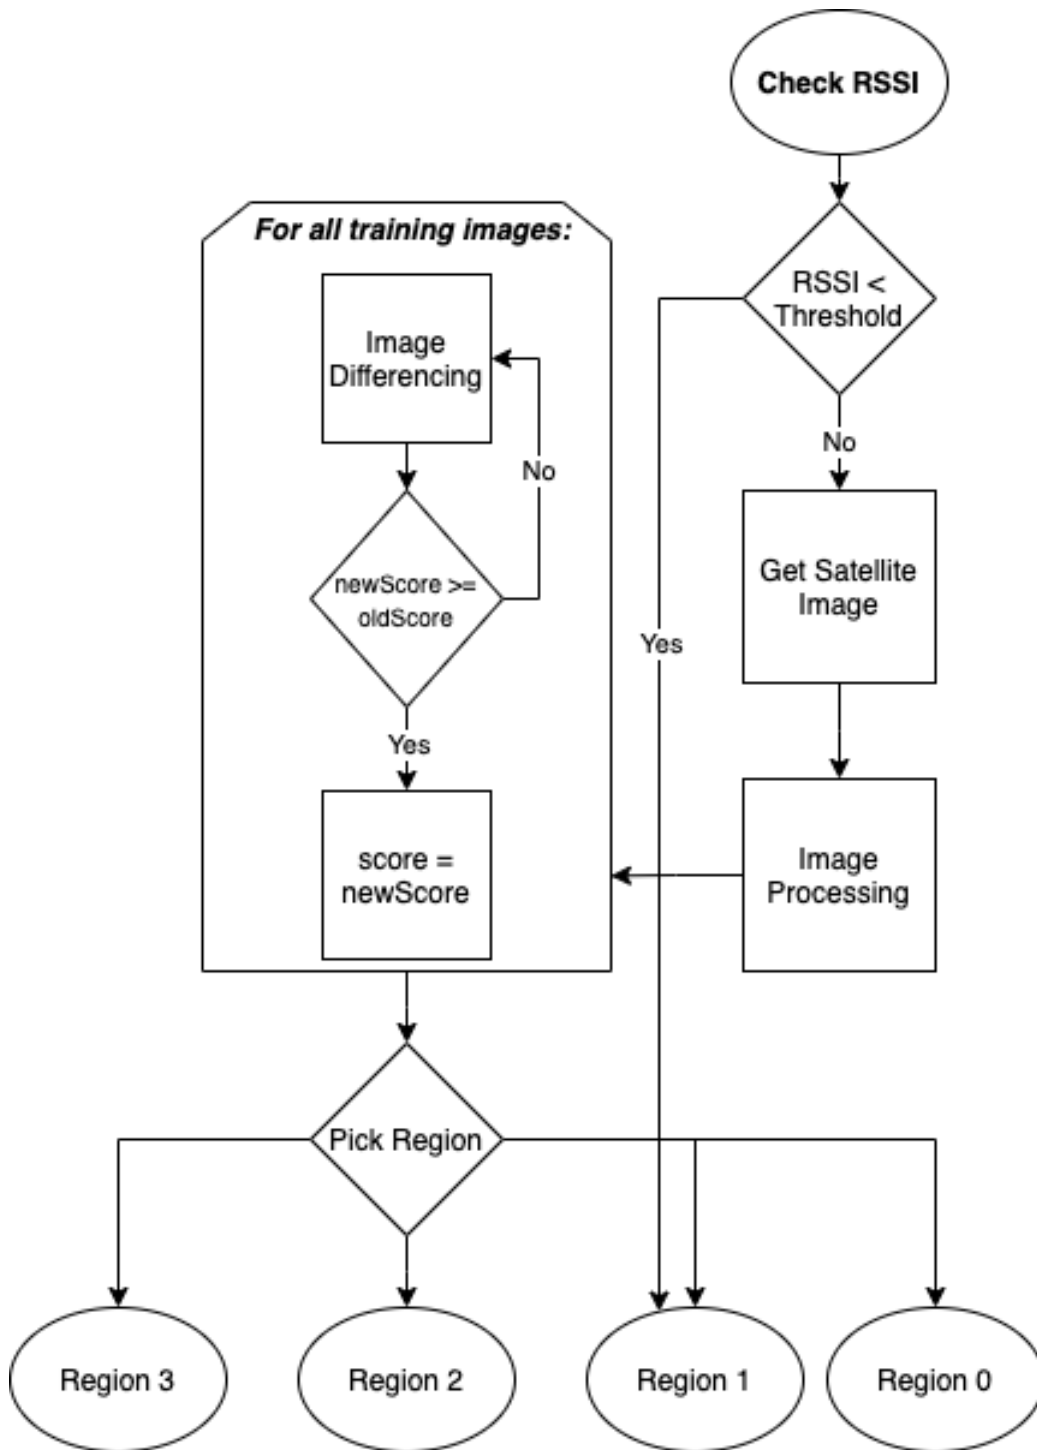 Check RSSI
RSSI <
Threshold
No
Get Satellite
Image
Image
Processing
Yes
For all training images:
Image
Differencing
No
newScore >=
oldScore
Yes
score =
newScore
Pick Region
Region 3
Region 2
Region 1
Region 0